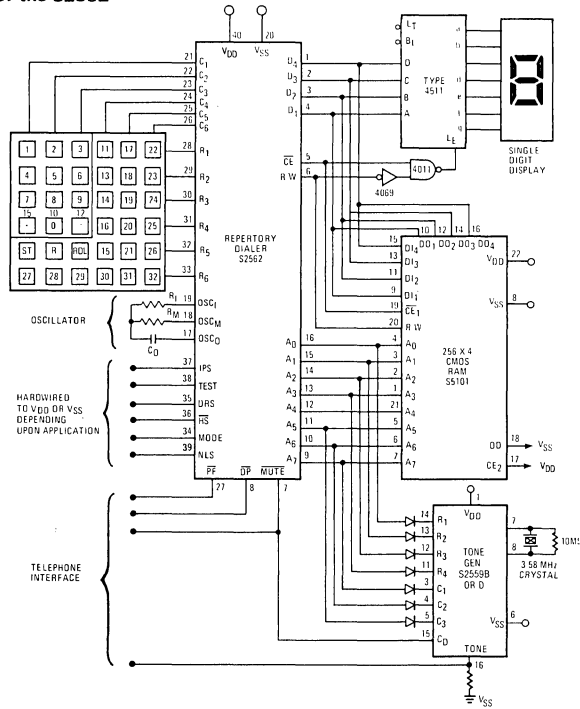 40
20
VDD
VSS
21
22
23
24
25
26
C1
C2
C3
C4
C5
C6
1 2 3 11 17 22
4 5 6 13 18 23
7 8 9 14 19 24
15 10 12
0 16 20 25
ST R RDL 15 21 26
27 28 29 30 31 32
28 R1
29 R2
30 R3
31 R4
32 R5
33 R6
REPERTORY
DIALER
S2562
OSCILLATOR
RI 19 OSCI
RM 18 OSCM
CO 17 OSCO
HARDWIRED
TO VDD OR VSS
DEPENDING
UPON APPLICATION
37 IPS
38 TEST
35 DRS
36 HS
34 MODE
39 NLS
PF DP MUTE
27 8 7
TELEPHONE
INTERFACE
D4 1
D3 2
D2 3
D1 4
CE 5
R W 6
A0 16
A1 15
A2 14
A3 13
A4 12
A5 11
A6 10
A7 9
LT
BI
D
C
B
A
TYPE
4511
LE
a
b
d
e
f
g
SINGLE
DIGIT
DISPLAY
4069
4011
10 12 14 16
DO1 DO2 DO3 DO4
15 DI4
13 DI3
11 DI2
9 DI1
19 CE1
20 R W
4 A0
3 A1
2 A2
1 A3
21 A4
5 A5
6 A6
7 A7
VDD 22
VSS 8
256 X 4
CMOS
RAM
S5101
OD 18 VSS
CE2 17 VDD
1
VDD
14 R1
13 R2
12 R3
11 R4
3 C1
4 C2
5 C3
15 CD
TONE
GEN
S2559B
OR D
7
8
3 58 MHz
CRYSTAL
VSS 6
TONE
16
VSS